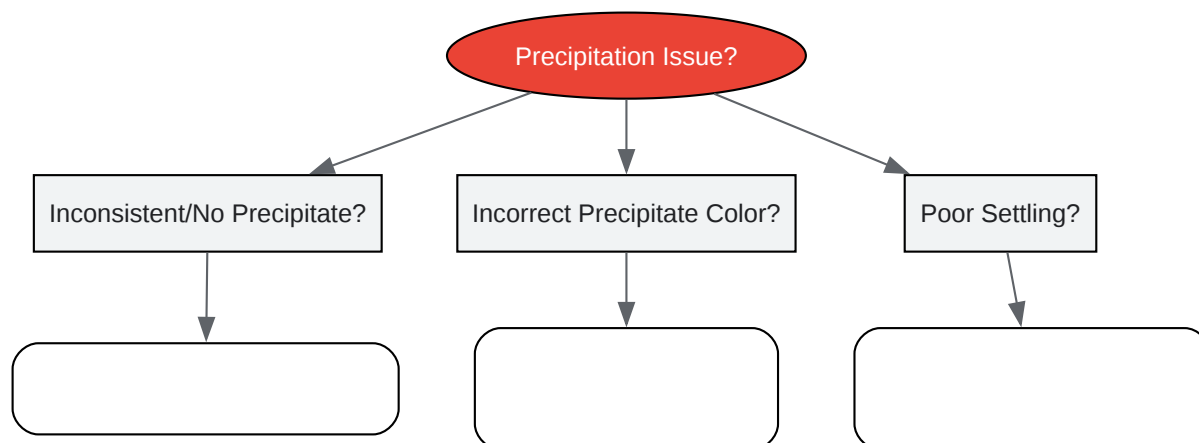 Precipitation Issue?
Inconsistent/No Precipitate?
Incorrect Precipitate Color?
Poor Settling?